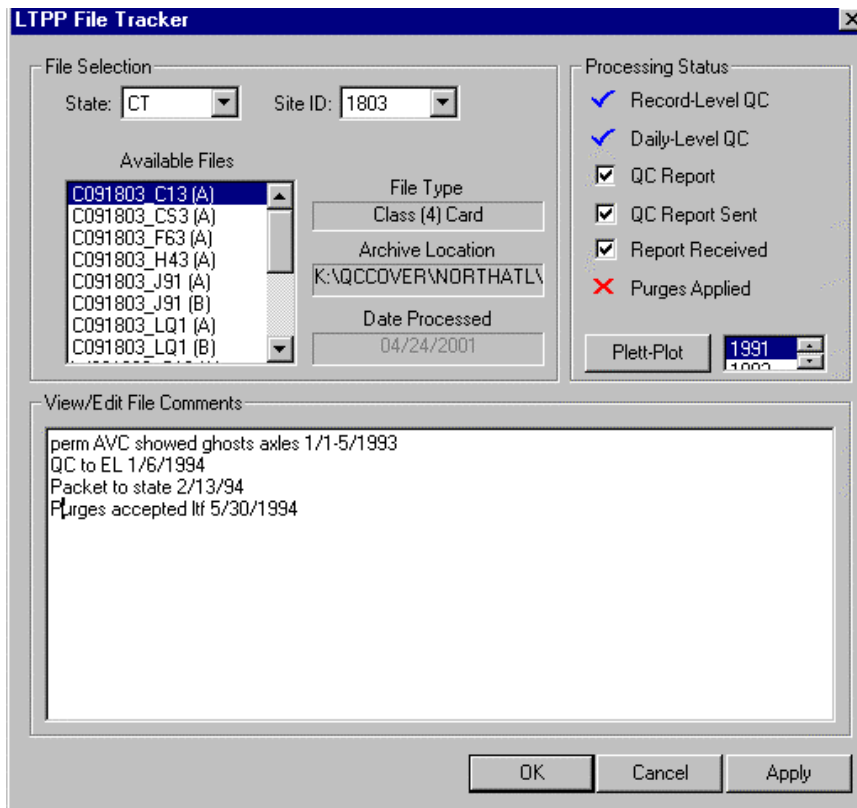 LTPP File Tracker
File Selection
State: CT
Site ID: 1803
Available Files
C091803_C13 (A)
C091803_CS3 (A)
C091803_F63 (A)
C091803_H43 (A)
C091803_J91 (A)
C091803_J91 (B)
C091803_LQ1 (A)
C091803_LQ1 (B)
File Type
Class (4) Card
Archive Location
K:\QCCOVER\NORTHATL\
Date Processed
04/24/2001
Processing Status
Record-Level QC
Daily-Level QC
QC Report
QC Report Sent
Report Received
Purges Applied
Plett-Plot
1991
View/Edit File Comments
perm AVC showed ghosts axles 1/1-5/1993
QC to EL 1/6/1994
Packet to state 2/13/94
Purges accepted ltf 5/30/1994
OK
Cancel
Apply